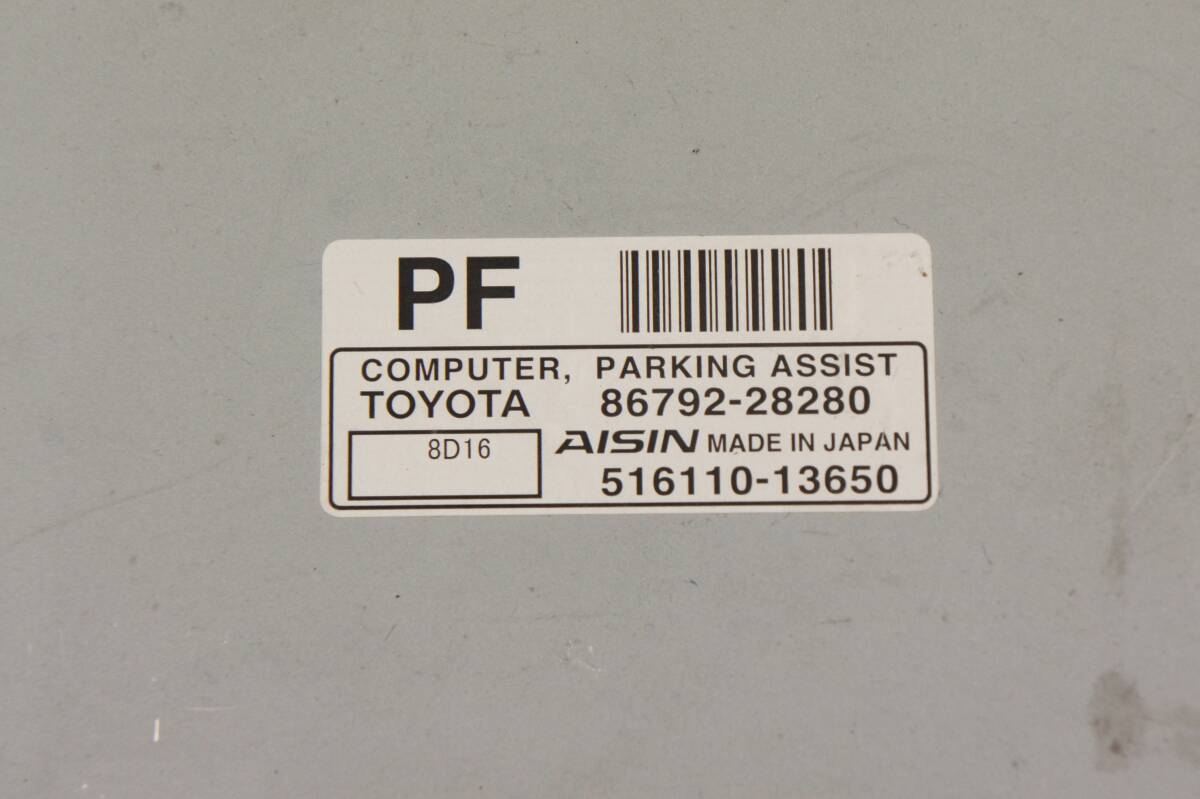 PF
COMPUTER, PARKING ASSIST
TOYOTA 86792-28280
8D16 AISIN MADE IN JAPAN
516110-13650